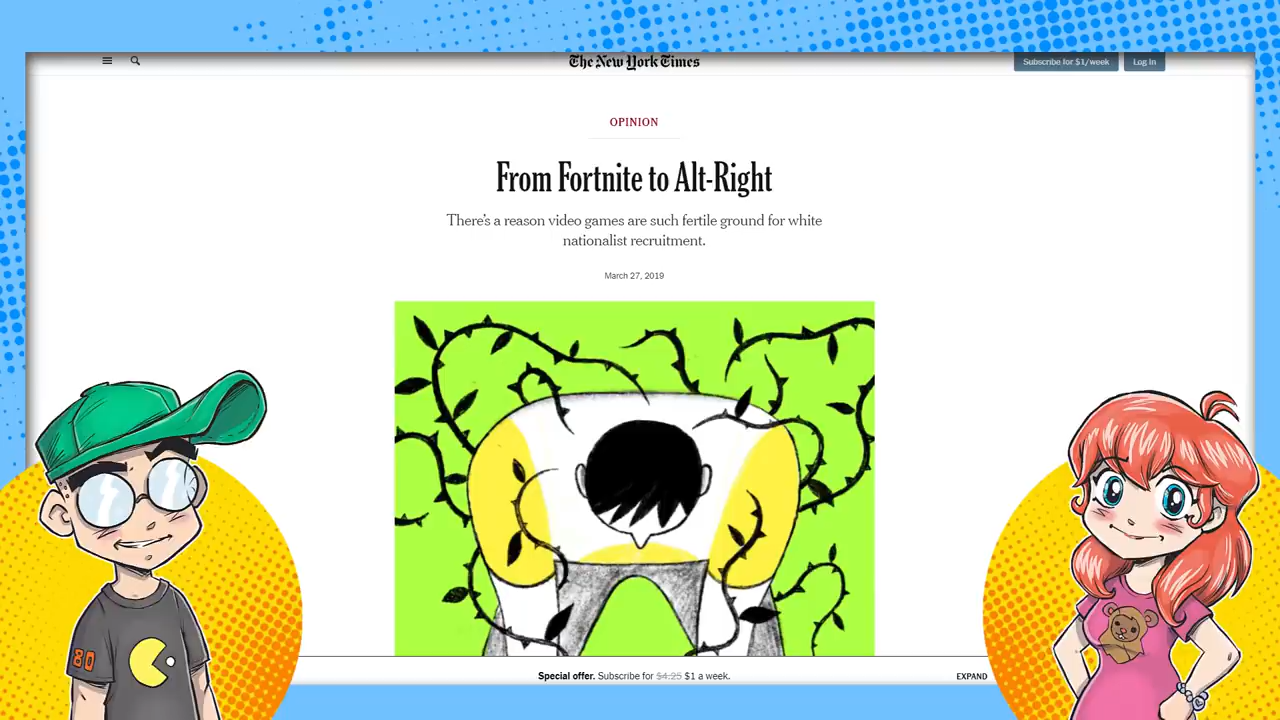 The New York Times
Subscribe for $1/week
Log In
OPINION
From Fortnite to Alt-Right
There's a reason video games are such fertile ground for white
nationalist recruitment.
March 27, 2019
80
Special offer. Subscribe for $4.25 $1 a week.
EXPAND